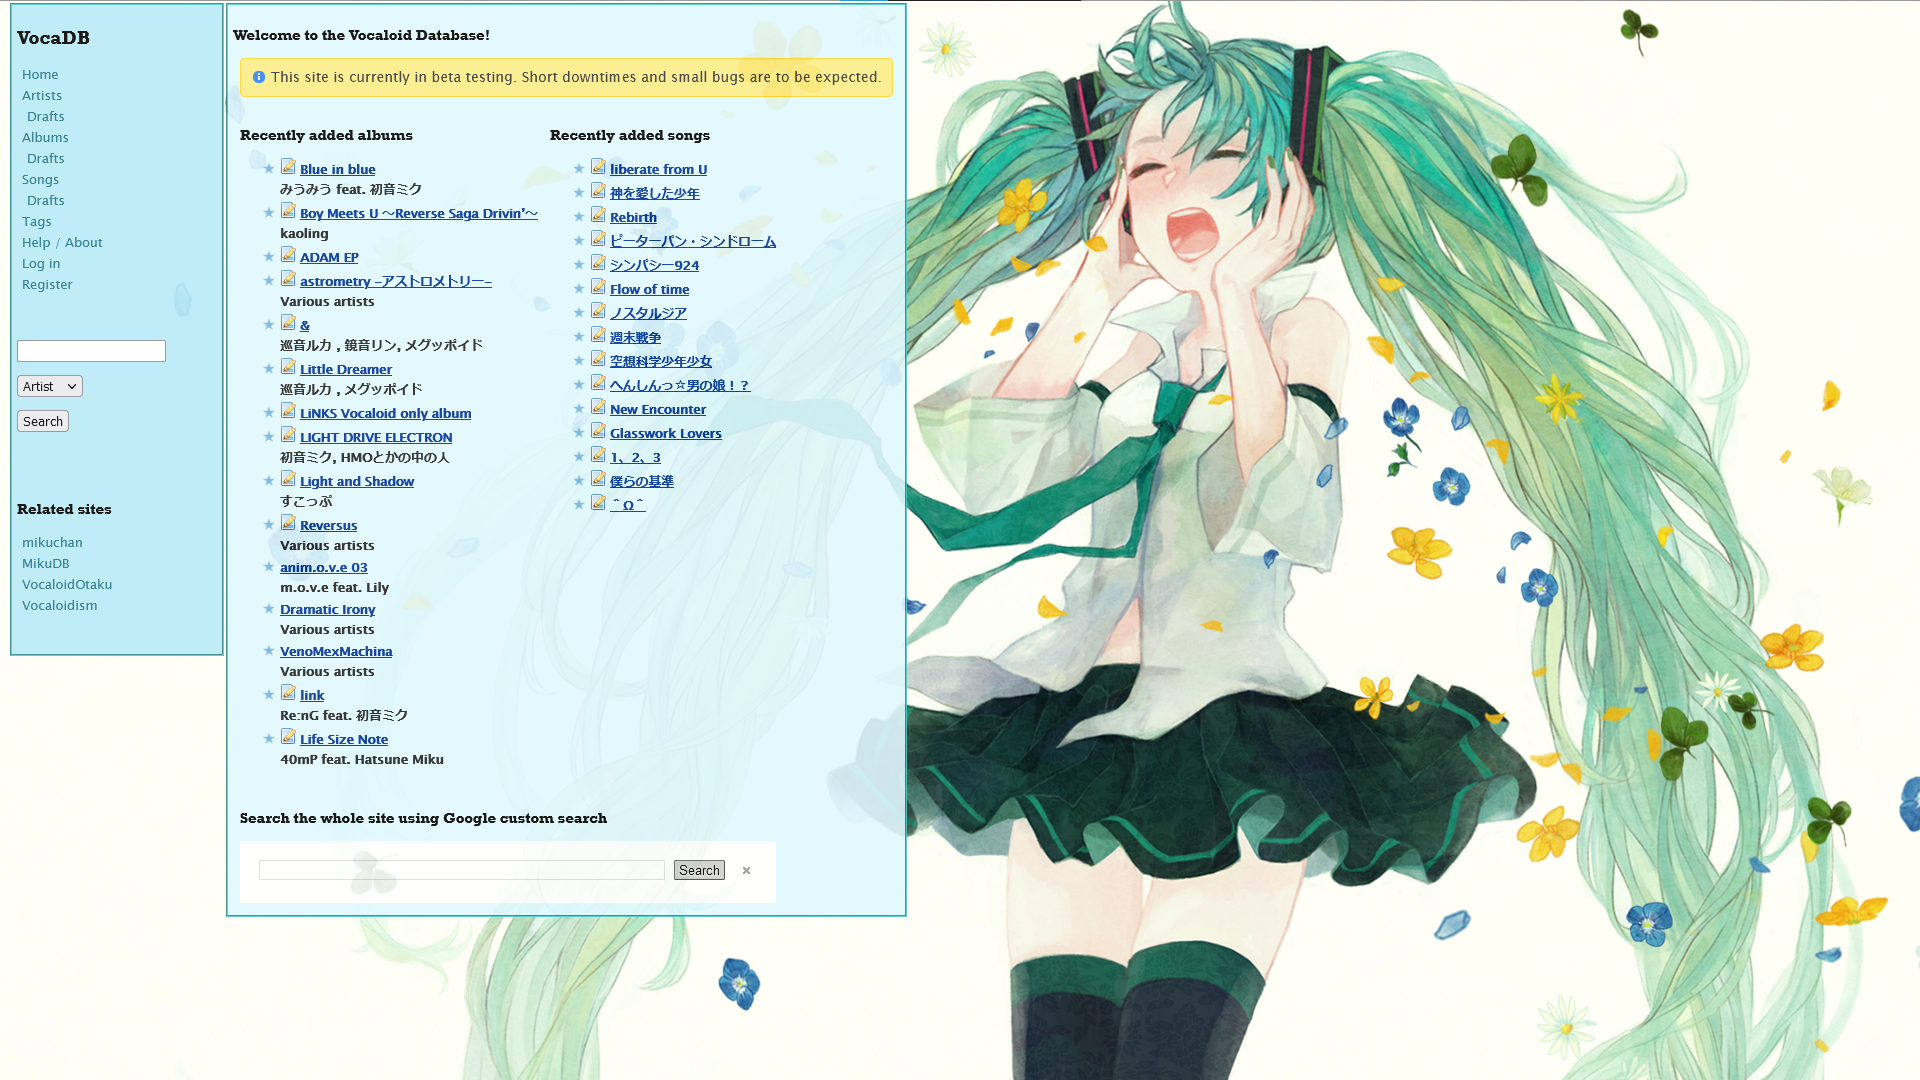 VocaDB
Home
Artists
Drafts
Albums
Drafts
Songs
Drafts
Tags
Help / About
Log in
Register
Artist
Search
Related sites
mikuchan
MikuDB
VocaloidOtaku
Vocaloidism
Welcome to the Vocaloid Database!
This site is currently in beta testing. Short downtimes and small bugs are to be expected.
Recently added albums
Blue in blue
みうみう feat. 初音ミク
Boy Meets U ～Reverse Saga Drivin'～
kaoling
ADAM EP
astrometry –アストロメトリー–
Various artists
&
巡音ルカ , 鏡音リン, メグッポイド
Little Dreamer
巡音ルカ , メグッポイド
LiNKS Vocaloid only album
LIGHT DRIVE ELECTRON
初音ミク, HMOとかの中の人
Light and Shadow
すこっぷ
Reversus
Various artists
anim.o.v.e 03
m.o.v.e feat. Lily
Dramatic Irony
Various artists
VenoMexMachina
Various artists
link
Re:nG feat. 初音ミク
Life Size Note
40mP feat. Hatsune Miku
Recently added songs
liberate from U
神を愛した少年
Rebirth
ピーターパン・シンドローム
シンパシー924
Flow of time
ノスタルジア
週末戦争
空想科学少年少女
へんしんっ☆男の娘！？
New Encounter
Glasswork Lovers
1、2、3
僕らの基準
＾Ω＾
Search the whole site using Google custom search
Search
×